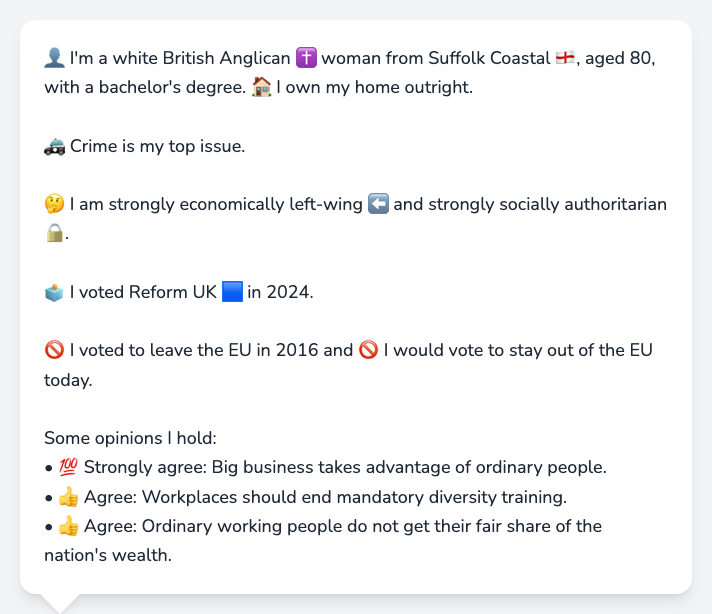 👤 I'm a white British Anglican ✝️ woman from Suffolk Coastal 🏴󠁧󠁢󠁥󠁮󠁧󠁿, aged 80,
with a bachelor's degree. 🏠 I own my home outright.
🚓 Crime is my top issue.
🤔 I am strongly economically left-wing ⬅️ and strongly socially authoritarian
🔒.
🗳️ I voted Reform UK 🟦 in 2024.
🚫 I voted to leave the EU in 2016 and 🚫 I would vote to stay out of the EU
today.
Some opinions I hold:
• 💯 Strongly agree: Big business takes advantage of ordinary people.
• 👍 Agree: Workplaces should end mandatory diversity training.
• 👍 Agree: Ordinary working people do not get their fair share of the
nation's wealth.